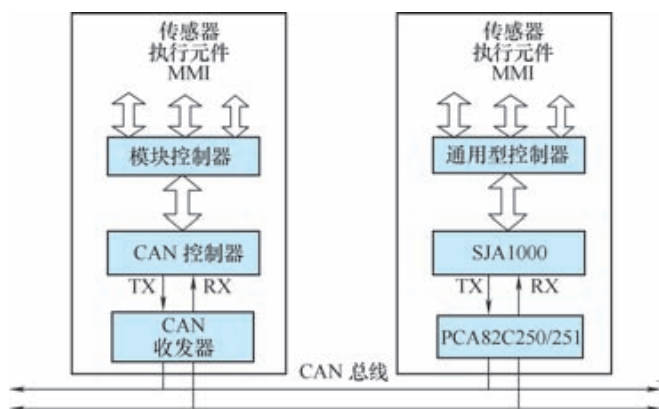 传感器
执行元件
MMI
模块控制器
CAN 控制器
TX
RX
CAN
收发器
传感器
执行元件
MMI
通用型控制器
SJA1000
TX
RX
PCA82C250/251
CAN 总线